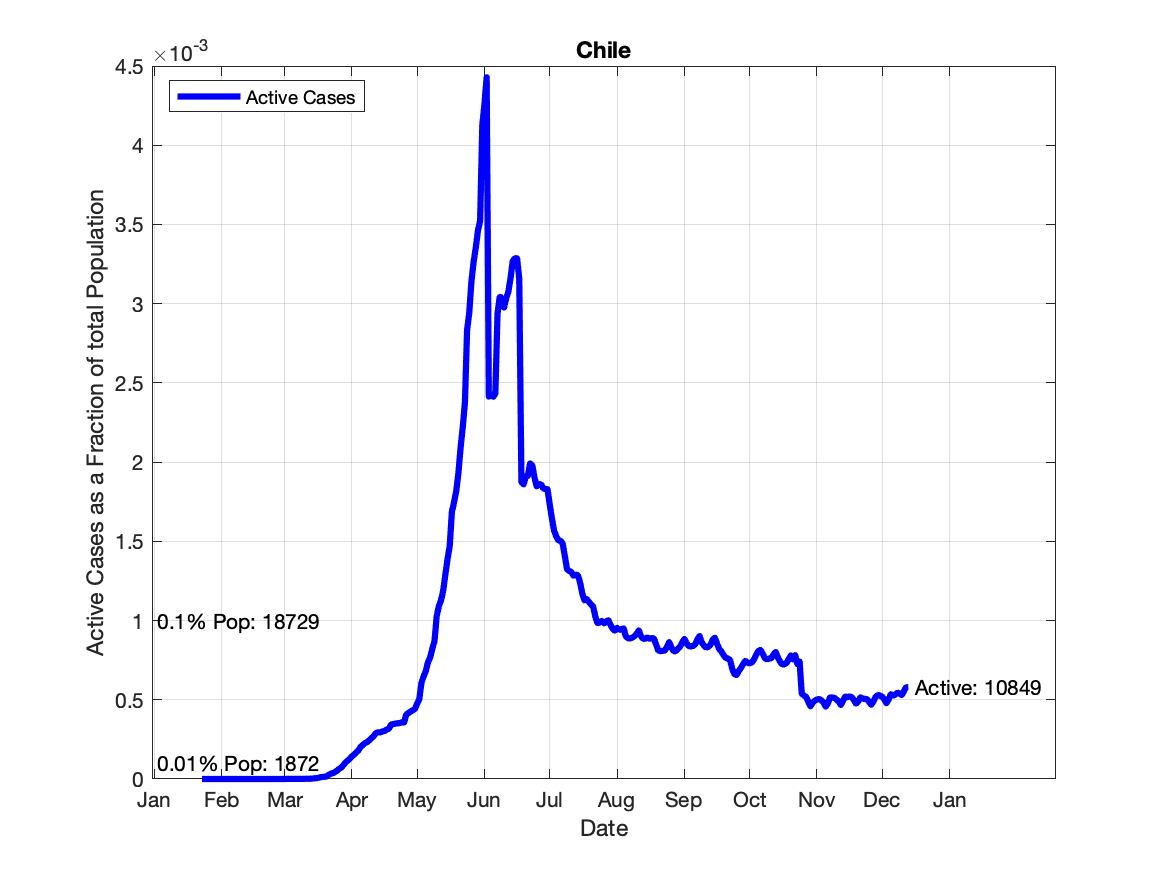 Chile
×10-3
Active Cases
4.5
4
3.5
3
2.5
2
1.5
1
0.5
0
Active Cases as a Fraction of total Population
0.1% Pop: 18729
0.01% Pop: 1872
Active: 10849
Jan Feb Mar Apr May Jun Jul Aug Sep Oct Nov Dec Jan
Date